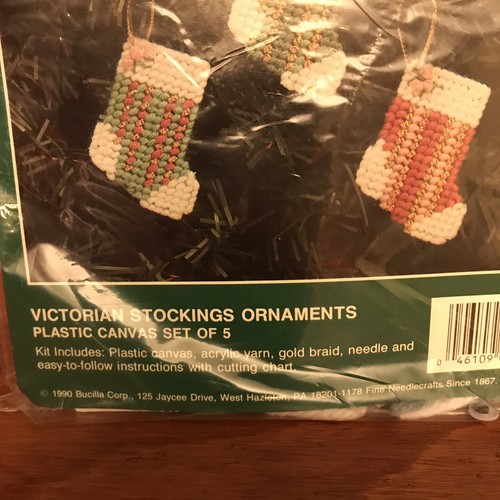 VICTORIAN STOCKINGS ORNAMENTS
PLASTIC CANVAS SET OF 5
Kit Includes: Plastic canvas, acrylic yarn, gold braid, needle and
easy-to-follow instructions with cutting chart.
© 1990 Bucilla Corp., 125 Jaycee Drive, West Hazleton, PA 18201-1178 Fine Needlecrafts Since 1867.
0 46109